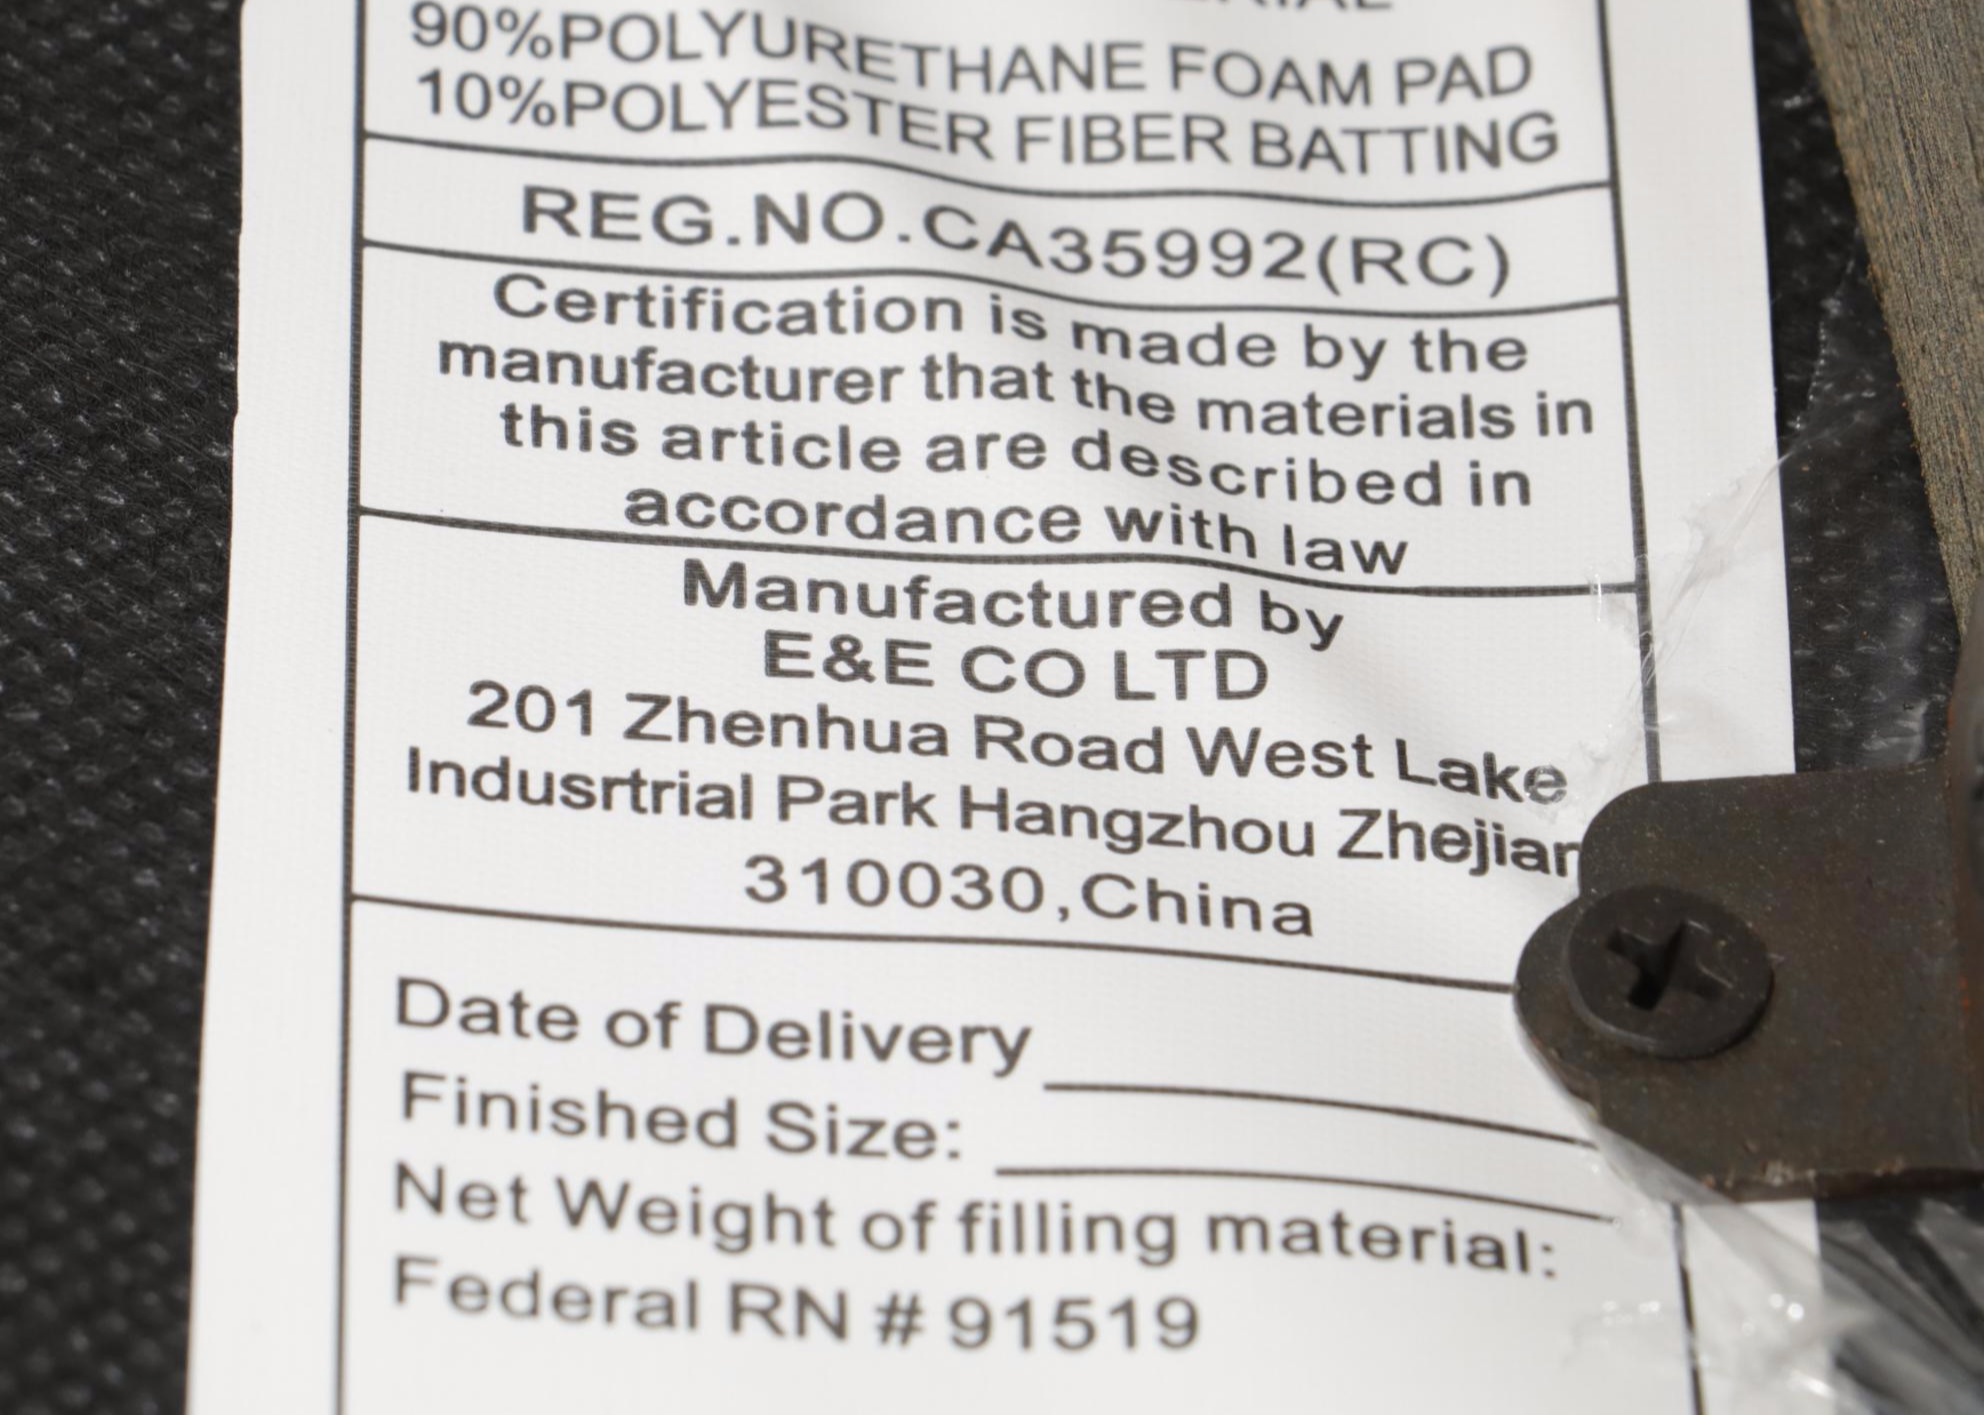 90%POLYURETHANE FOAM PAD
10%POLYESTER FIBER BATTING
REG.NO.CA35992(RC)
Certification is made by the
manufacturer that the materials in
this article are described in
accordance with law
Manufactured by
E&E CO LTD
201 Zhenhua Road West Lake
Indusrtrial Park Hangzhou Zhejian
310030,China
Date of Delivery
Finished Size:
Net Weight of filling material:
Federal RN # 91519